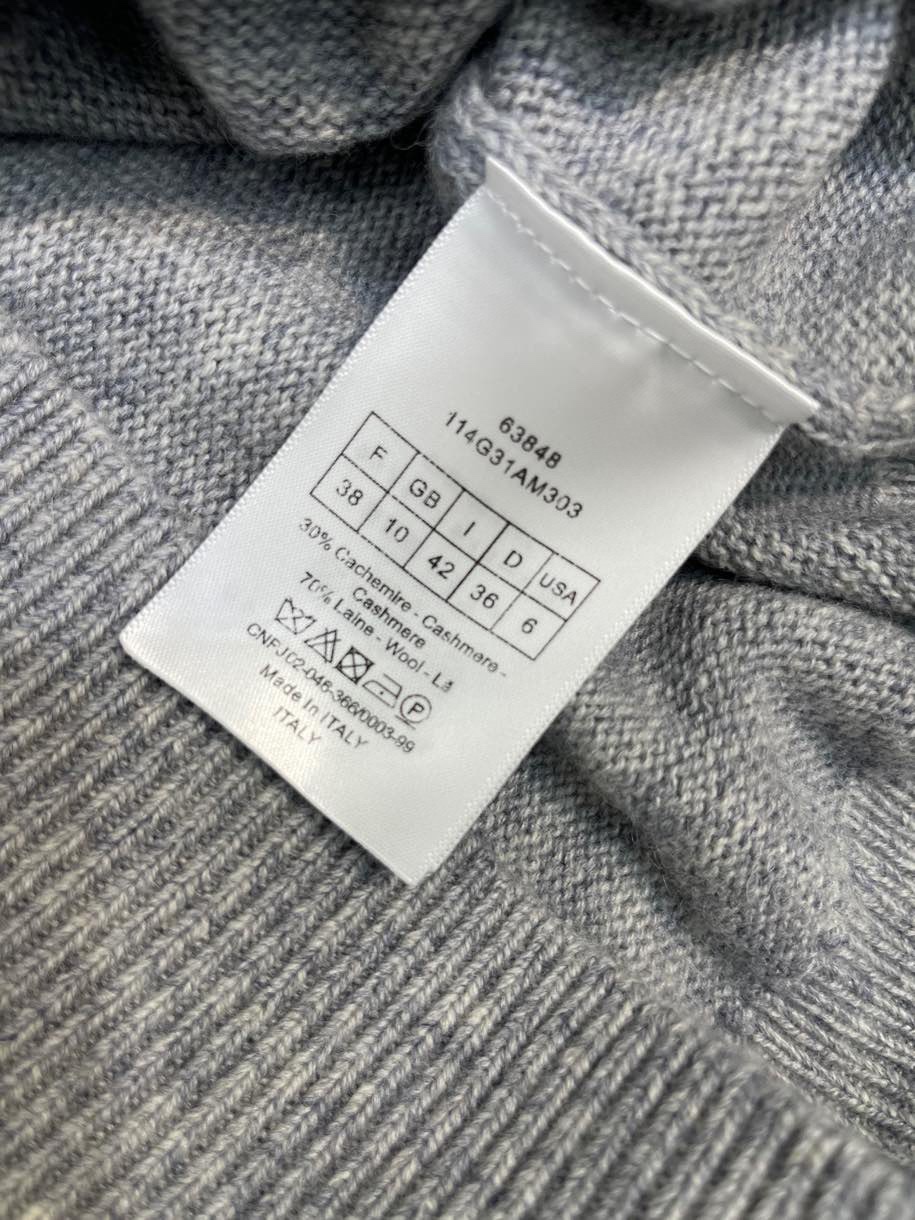 63848
114G31AM303
F GB I D USA
38 10 42 36 6
30% Cachemire - Cashmere -
Cashmere
70% Laine - Wool - Lã
P
CNFJ02-046-366/0003-99
Made In ITALY
ITALY